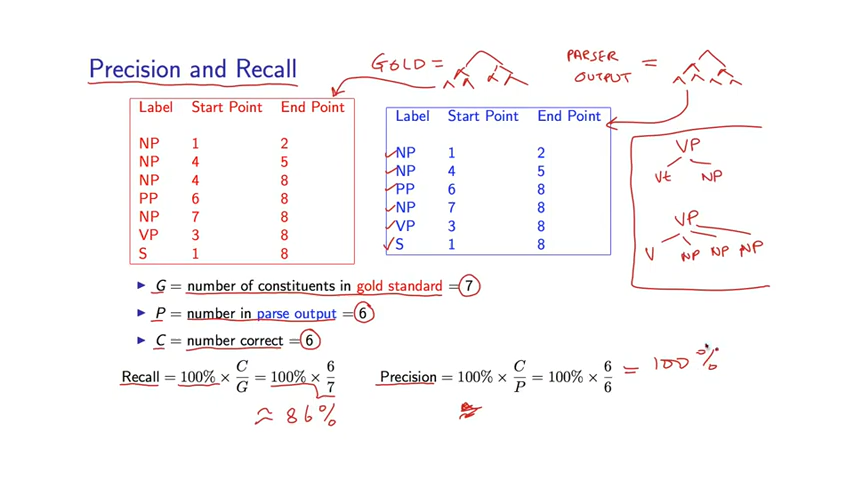 Precision and Recall
GOLD =
PARSER OUTPUT =
Label Start Point End Point
NP 1 2
NP 4 5
NP 4 8
PP 6 8
NP 7 8
VP 3 8
S 1 8
Label Start Point End Point
NP 1 2
NP 4 5
PP 6 8
NP 7 8
VP 3 8
S 1 8
VP
Vt NP
VP
V NP NP NP
G = number of constituents in gold standard = 7
P = number in parse output = 6
C = number correct = 6
Recall = 100% × C/G = 100% × 6/7
≈ 86%
Precision = 100% × C/P = 100% × 6/6 = 100%